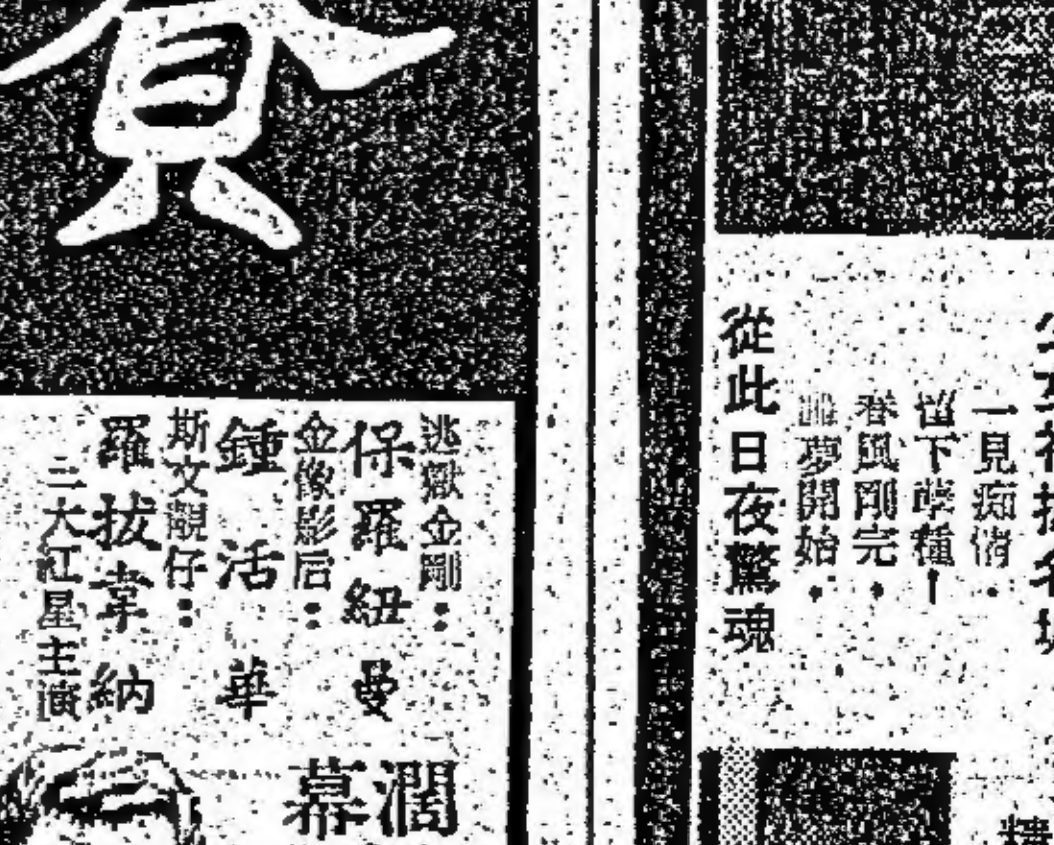 一見痴情.
留下孽種—
春風剛完.
夢開始.
從此日夜驚魂
逃獄金剛:
保羅紐曼
金像影后:
鍾活華
斯文靚仔:
羅拔韋納
三大紅星主演
濶
幕